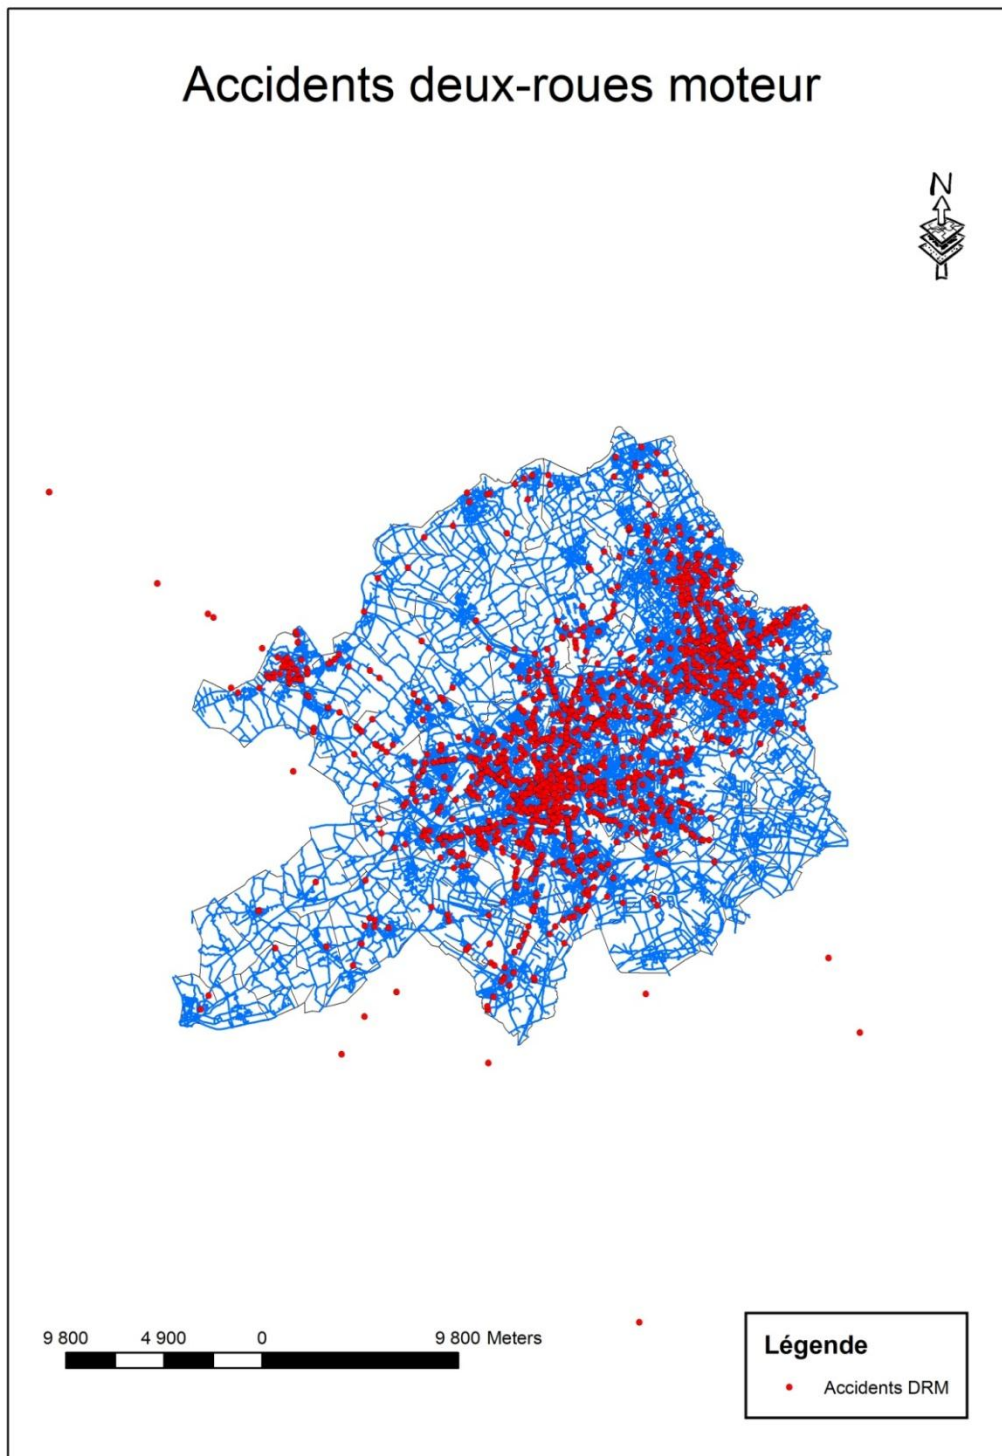 Accidents deux-roues moteur
N
9 800 4 900 0 9 800 Meters
Légende
Accidents DRM